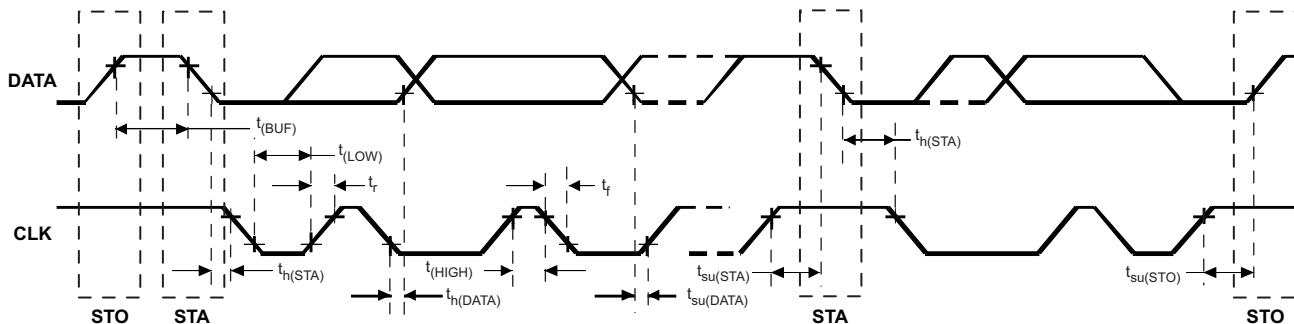 DATA
t(BUF)
t(LOW)
th(STA)
tr
tf
CLK
th(STA)
t(HIGH)
th(DATA)
tsu(STA)
tsu(DATA)
tsu(STO)
STO
STA
STA
STO